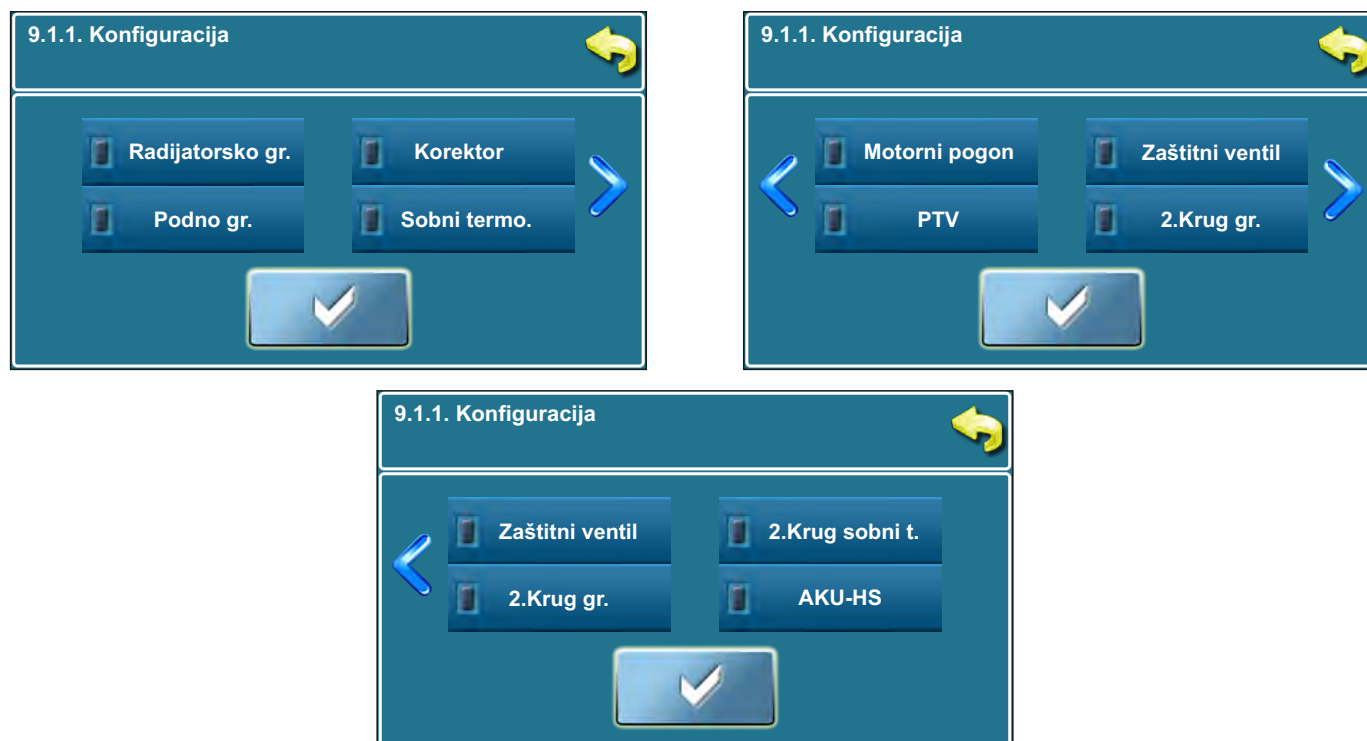 9.1.1. Konfiguracija
Radijatorsko gr.
Korektor
Podno gr.
Sobni termo.
9.1.1. Konfiguracija
Motorni pogon
Zaštitni ventil
PTV
2.Krug gr.
9.1.1. Konfiguracija
Zaštitni ventil
2.Krug sobni t.
2.Krug gr.
AKU-HS